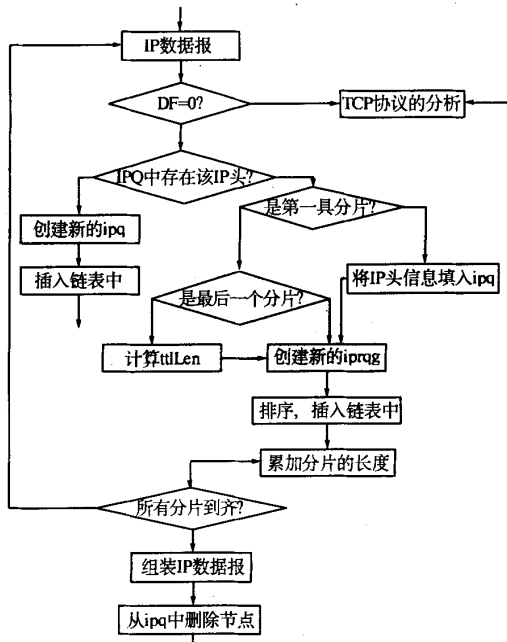 IP数据报
DF=0?
TCP协议的分析
IPQ中存在该IP头?
是第一具分片?
创建新的ipq
插入链表中
将IP头信息填入ipq
是最后一个分片?
计算ttlLen
创建新的iprqg
排序，插入链表中
累加分片的长度
所有分片到齐?
组装IP数据报
从ipq中删除节点